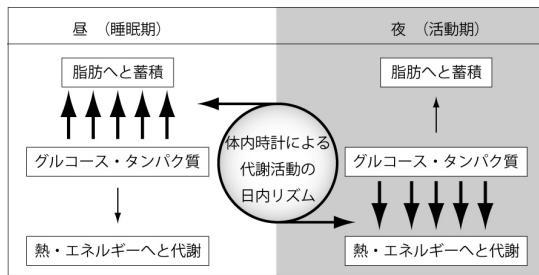 昼 （睡眠期）
夜 （活動期）
脂肪へと蓄積
脂肪へと蓄積
体内時計による
代謝活動の
日内リズム
グルコース・タンパク質
グルコース・タンパク質
熱・エネルギーへと代謝
熱・エネルギーへと代謝